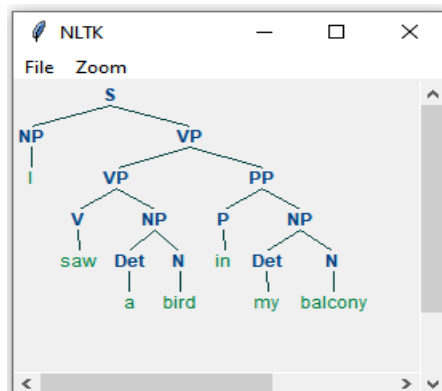 NLTK
File Zoom
S
NP VP
I VP PP
V NP P NP
saw Det N in Det N
a bird my balcony